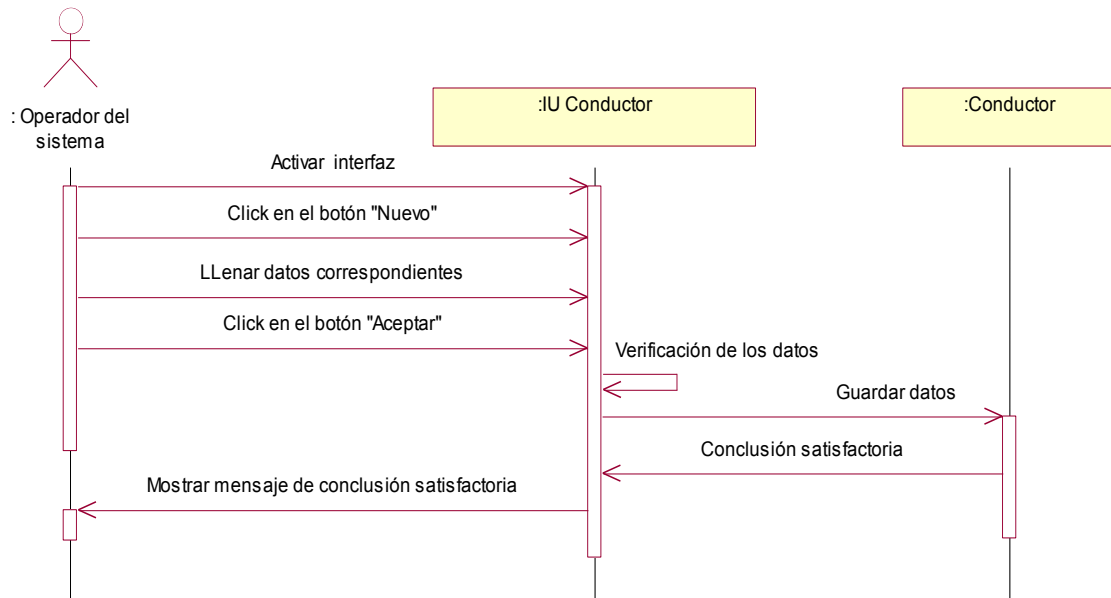 : Operador del
sistema
:IU Conductor
:Conductor
Activar interfaz
Click en el botón "Nuevo"
LLenar datos correspondientes
Click en el botón "Aceptar"
Verificación de los datos
Guardar datos
Conclusión satisfactoria
Mostrar mensaje de conclusión satisfactoria